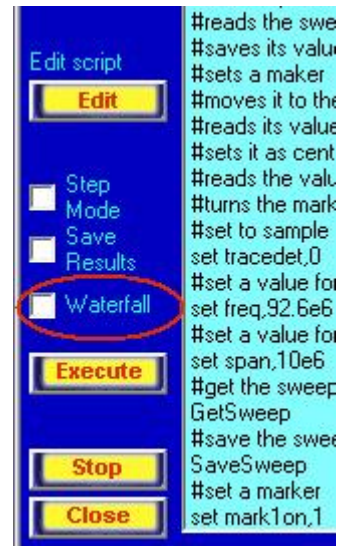 Edit script
Edit
Step
Mode
Save
Results
Waterfall
Execute
Stop
Close
#reads the swe
#saves its valu
#sets a maker
#moves it to the
#reads its value
#sets it as cent
#reads the valu
#turns the mark
#set to sample
set tracedet,0
#set a value for
set freq,92.6e6
#set a value for
set span,10e6
#get the sweep
GetSweep
#save the swee
SaveSweep
#set a marker
set mark1on,1